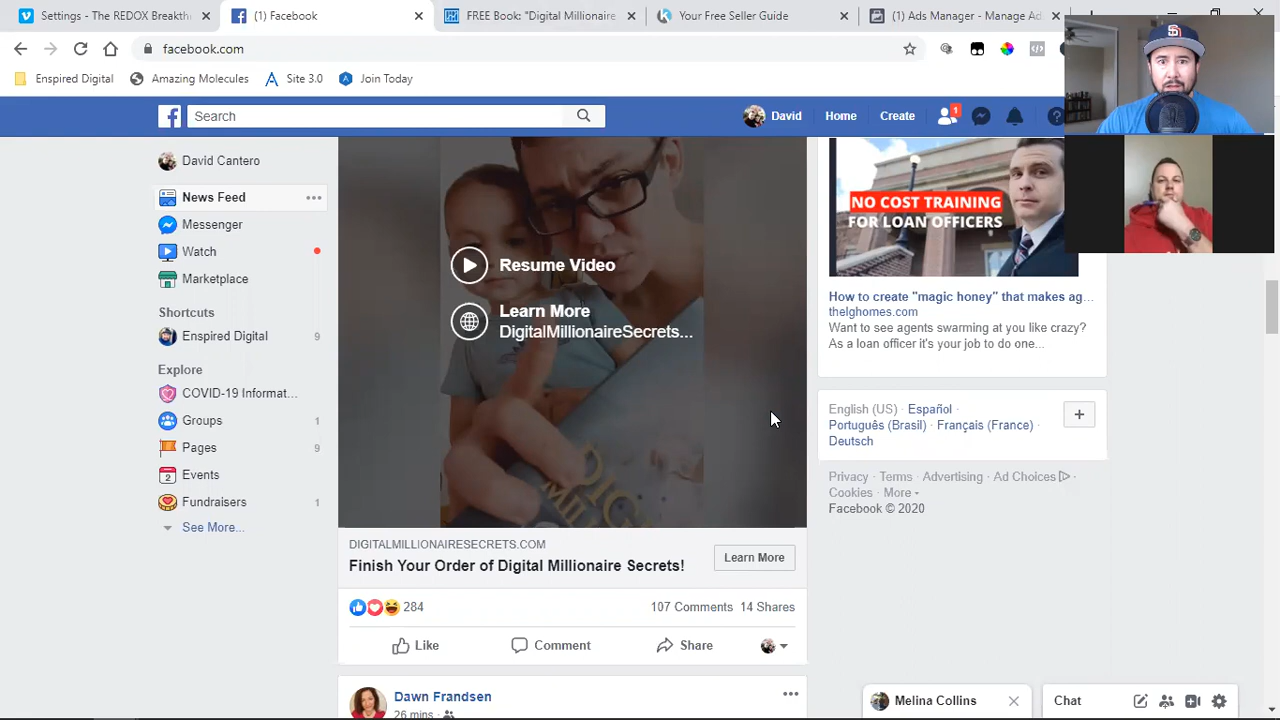 Settings - The REDOX Breakth
(1) Facebook
FREE Book: "Digital Millionaire
Your Free Seller Guide
(1) Ads Manager - Manage Ad
facebook.com
Enspired Digital
Amazing Molecules
Site 3.0
Join Today
Search
David
Home
Create
1
David Cantero
News Feed
Messenger
Watch
Marketplace
Shortcuts
Enspired Digital
9
Explore
COVID-19 Informat...
Groups
1
Pages
9
Events
Fundraisers
1
See More...
Resume Video
Learn More
DigitalMillionaireSecrets...
DIGITALMILLIONAIRESECRETS.COM
Finish Your Order of Digital Millionaire Secrets!
Learn More
284
107 Comments 14 Shares
Like
Comment
Share
Dawn Frandsen
26 mins ·
NO COST TRAINING
FOR LOAN OFFICERS
How to create "magic honey" that makes ag...
thelghomes.com
Want to see agents swarming at you like crazy?
As a loan officer it's your job to do one...
English (US) · Español ·
Português (Brasil) · Français (France) ·
Deutsch
Privacy · Terms · Advertising · Ad Choices ·
Cookies · More
Facebook © 2020
Melina Collins
Chat